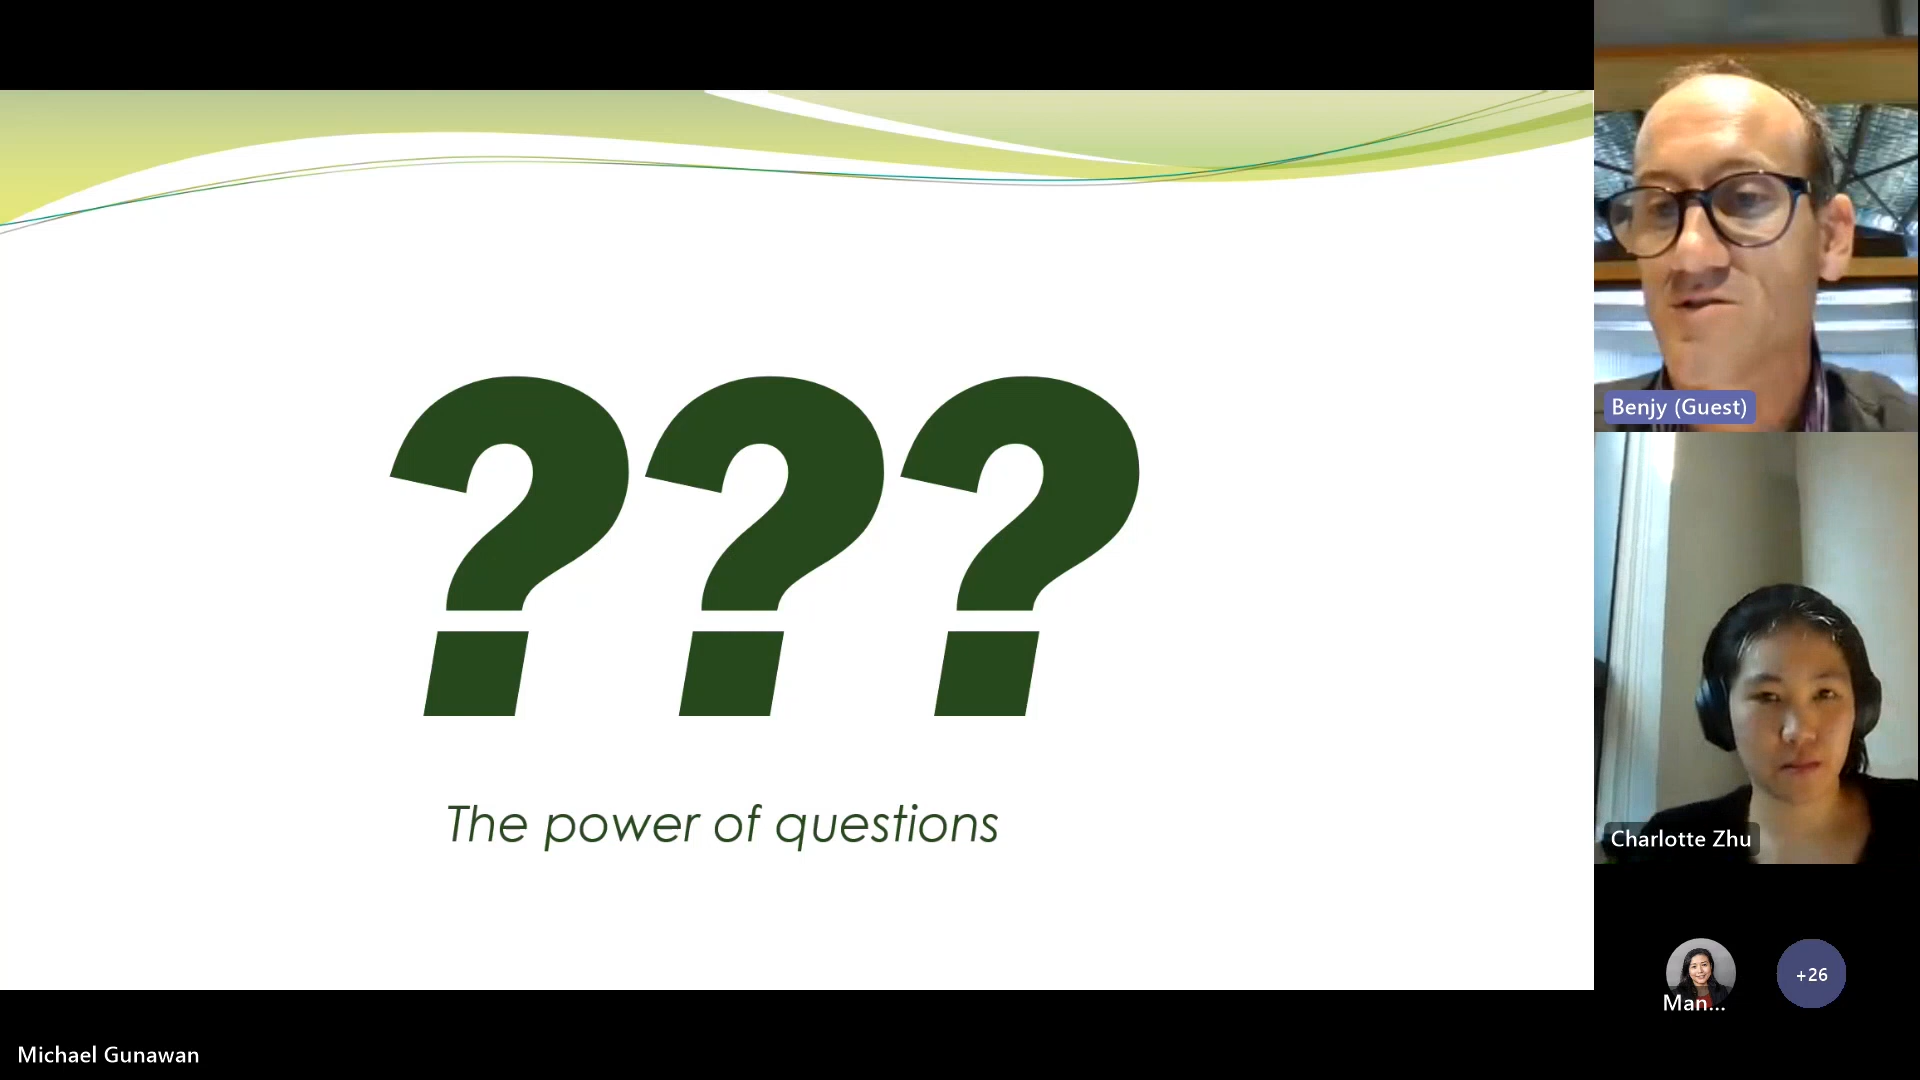 ???
The power of questions
Benjy (Guest)
Charlotte Zhu
Man...
+26
Michael Gunawan